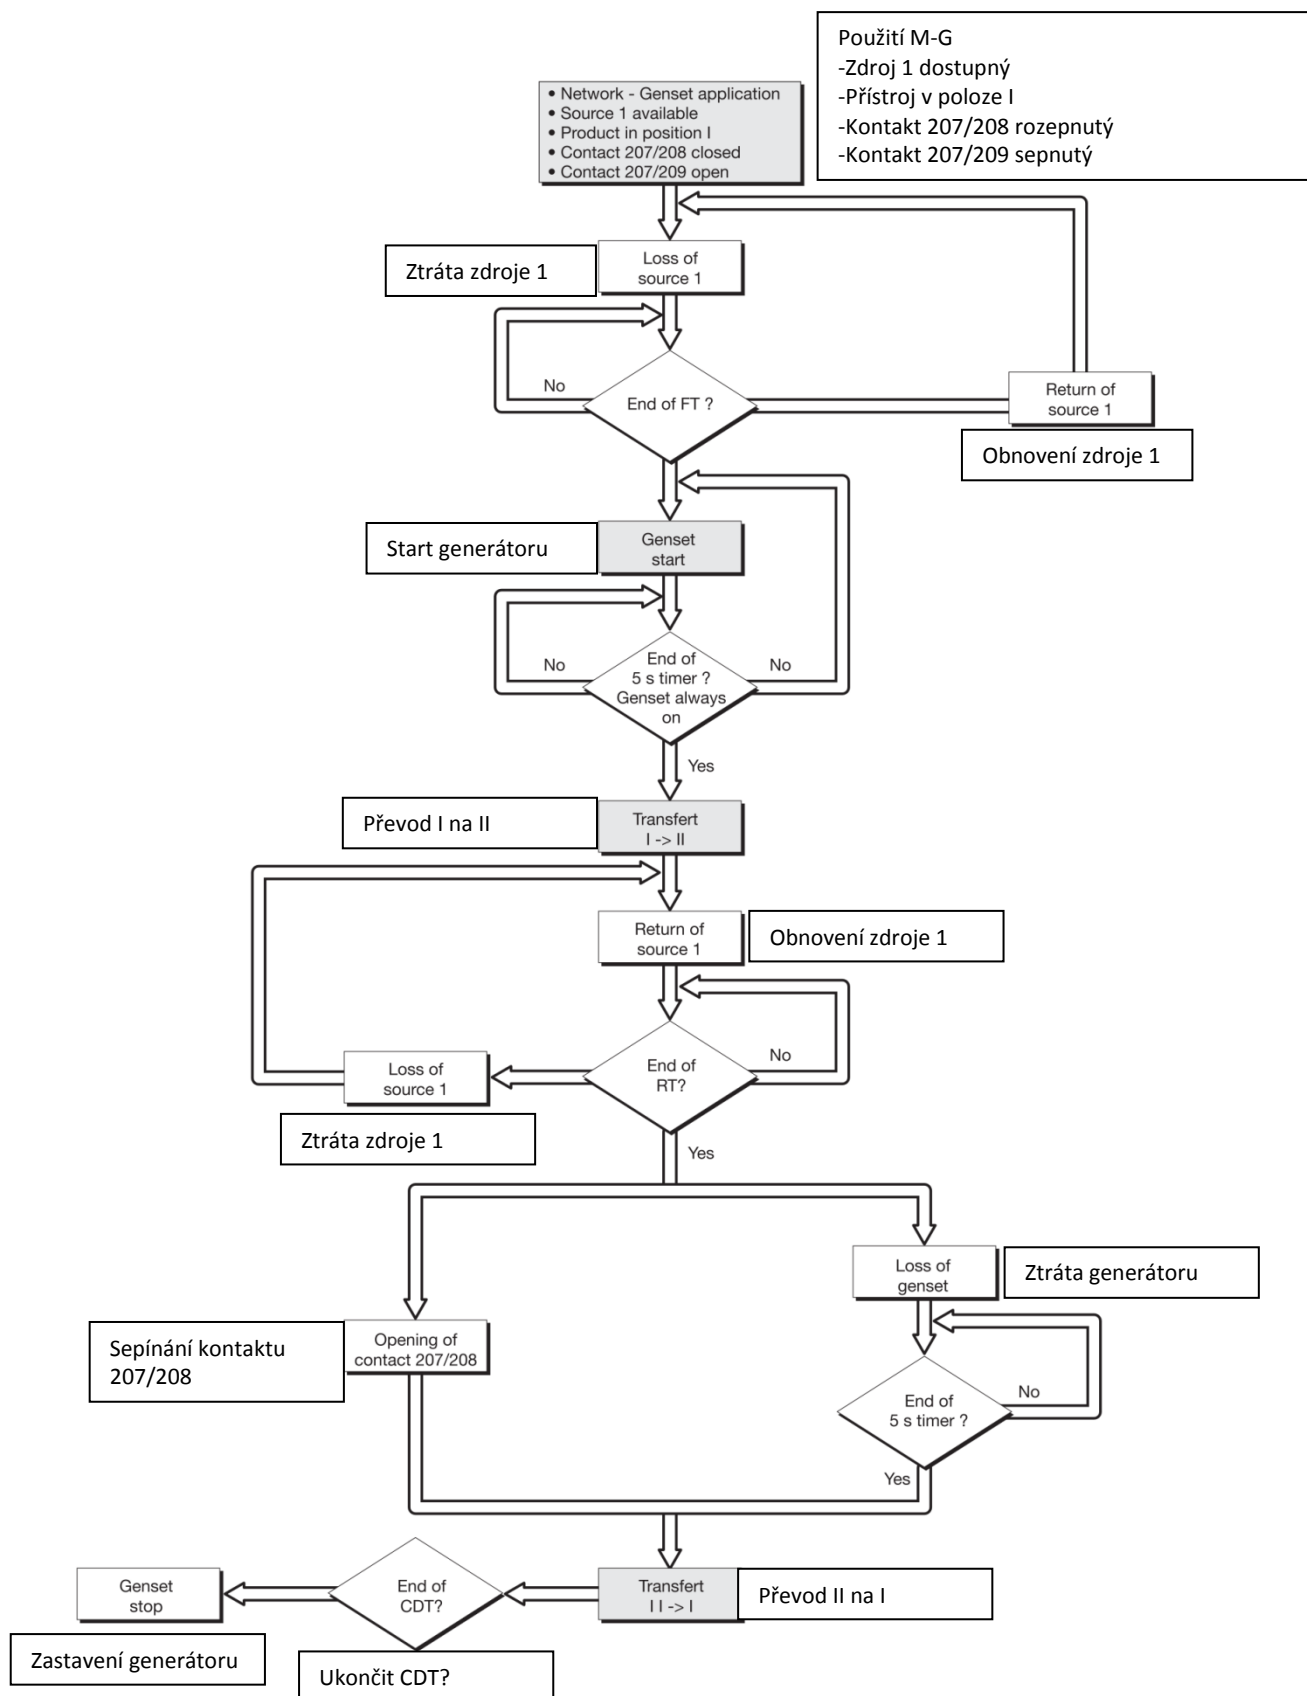 Použití M-G
-Zdroj 1 dostupný
-Přístroj v poloze I
-Kontakt 207/208 rozepnutý
-Kontakt 207/209 sepnutý
• Network - Genset application
• Source 1 available
• Product in position I
• Contact 207/208 closed
• Contact 207/209 open
Ztráta zdroje 1
Loss of
source 1
No
End of FT ?
Return of
source 1
Obnovení zdroje 1
Start generátoru
Genset
start
No
End of
5 s timer ?
Genset always
on
No
Yes
Převod I na II
Transfert
I -> II
Return of
source 1
Obnovení zdroje 1
Loss of
source 1
End of
RT?
No
Ztráta zdroje 1
Yes
Loss of
genset
Ztráta generátoru
Sepínání kontaktu
207/208
Opening of
contact 207/208
End of
5 s timer ?
No
Yes
Genset
stop
End of
CDT?
Transfert
I I -> I
Převod II na I
Zastavení generátoru
Ukončit CDT?